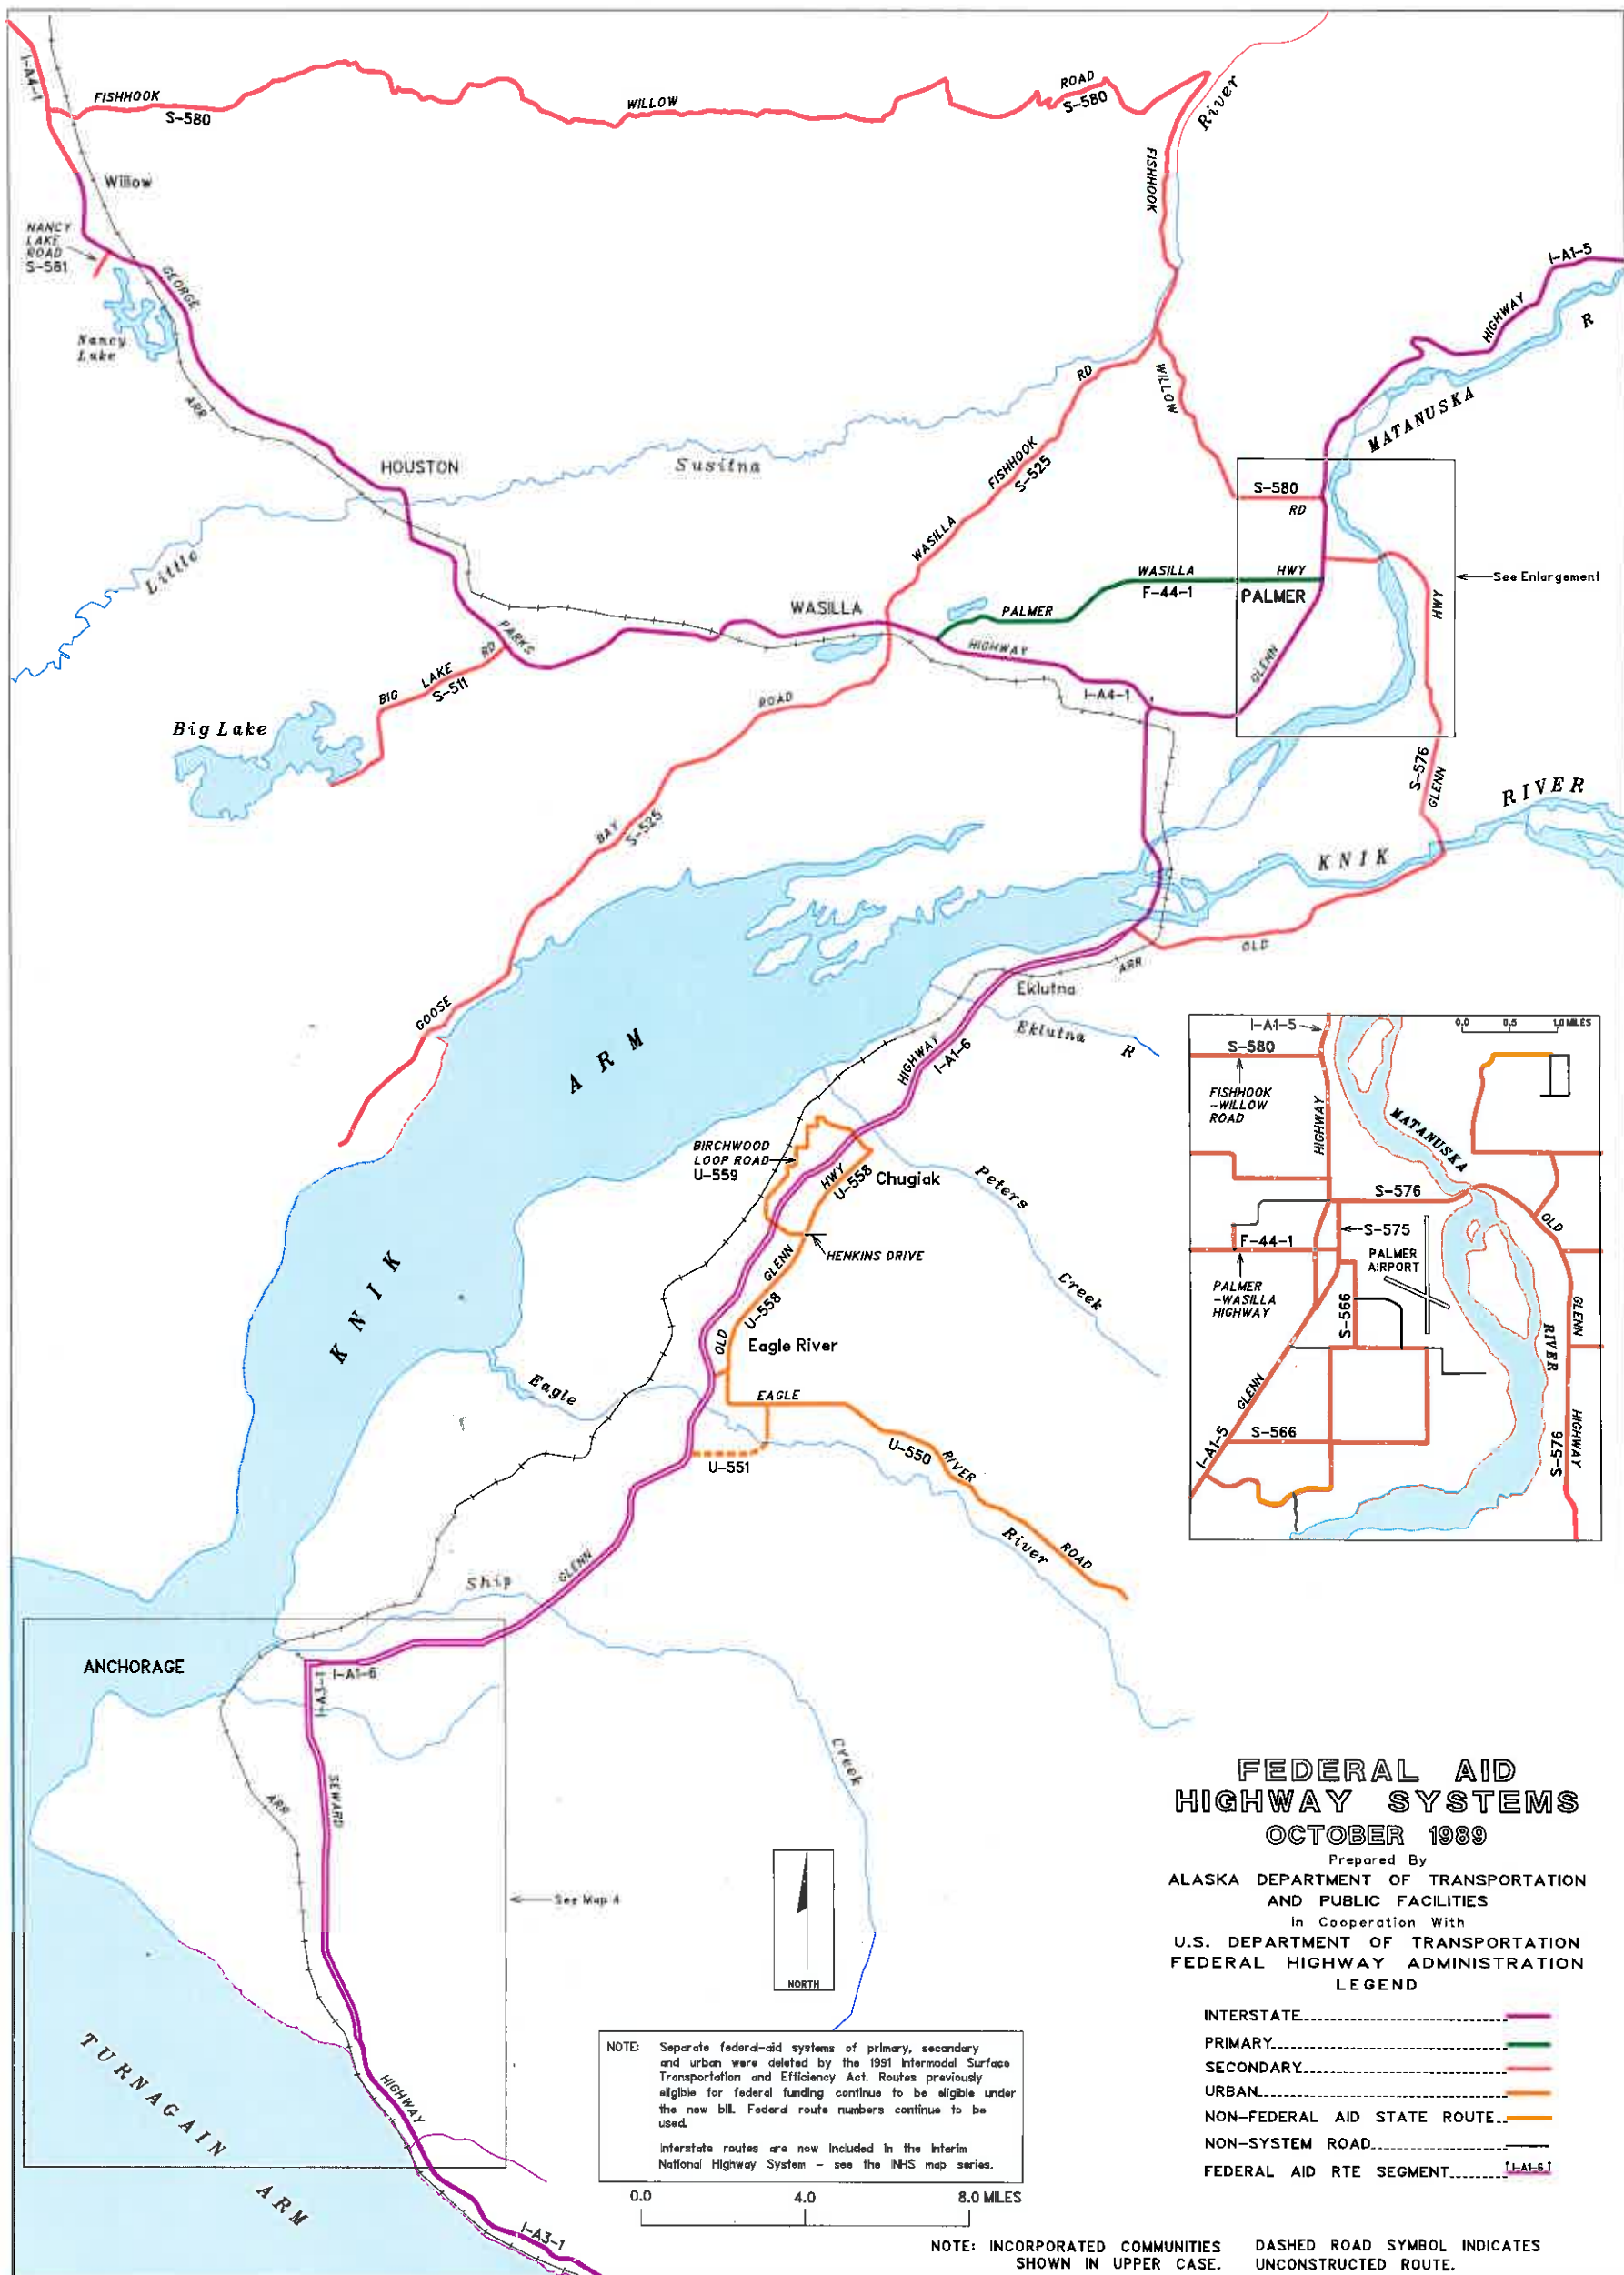 I-A4-1
FISHHOOK
S-580
WILLOW
ROAD
S-580
River
FISHHOOK
Willow
NANCY
LAKE
ROAD
S-581
GEORGE
Nancy
Lake
ARR
I-A1-5
HIGHWAY
R
MATANUSKA
RD
WILLOW
HOUSTON
Susitna
FISHHOOK
S-525
S-580
RD
WASILLA
Little
WASILLA
HWY
F-44-1
PALMER
See Enlargement
HWY
WASILLA
PALMER
PARKS
RD
HIGHWAY
GLENN
BIG LAKE
S-511
ROAD
I-A4-1
Big Lake
S-576
GLENN
RIVER
BAY
S-525
KNIK
OLD
ARR
Eklutna
GOOSE
Eklutna
R
ARM
HIGHWAY
I-A1-6
BIRCHWOOD
LOOP ROAD
U-559
HWY
U-558
Chugiak
Peters
KNIK
GLENN
HENKINS DRIVE
Creek
U-558
OLD
Eagle River
Eagle
EAGLE
U-550
RIVER
U-551
River
ROAD
GLENN
Ship
ANCHORAGE
I-A1-6
I-A3-1
Creek
SEWARD
ARR
See Map 4
NORTH
TURNAGAIN
ARM
HIGHWAY
I-A3-1
I-A1-5
0.0 0.5 1.0 MILES
S-580
FISHHOOK
-WILLOW
ROAD
HIGHWAY
MATANUSKA
S-576
OLD
S-575
F-44-1
PALMER
AIRPORT
PALMER
-WASILLA
HIGHWAY
S-566
GLENN
RIVER
GLENN
S-566
I-A1-5
HIGHWAY
S-576
FEDERAL AID
HIGHWAY SYSTEMS
OCTOBER 1989
Prepared By
ALASKA DEPARTMENT OF TRANSPORTATION
AND PUBLIC FACILITIES
In Cooperation With
U.S. DEPARTMENT OF TRANSPORTATION
FEDERAL HIGHWAY ADMINISTRATION
LEGEND
INTERSTATE
PRIMARY
SECONDARY
URBAN
NON-FEDERAL AID STATE ROUTE
NON-SYSTEM ROAD
FEDERAL AID RTE SEGMENT I-A1-6
NOTE: Separate federal-aid systems of primary, secondary
and urban were deleted by the 1991 Intermodal Surface
Transportation and Efficiency Act. Routes previously
eligible for federal funding continue to be eligible under
the new bill. Federal route numbers continue to be
used.
Interstate routes are now included in the Interim
National Highway System - see the INHS map series.
0.0 4.0 8.0 MILES
NOTE: INCORPORATED COMMUNITIES
SHOWN IN UPPER CASE.
DASHED ROAD SYMBOL INDICATES
UNCONSTRUCTED ROUTE.